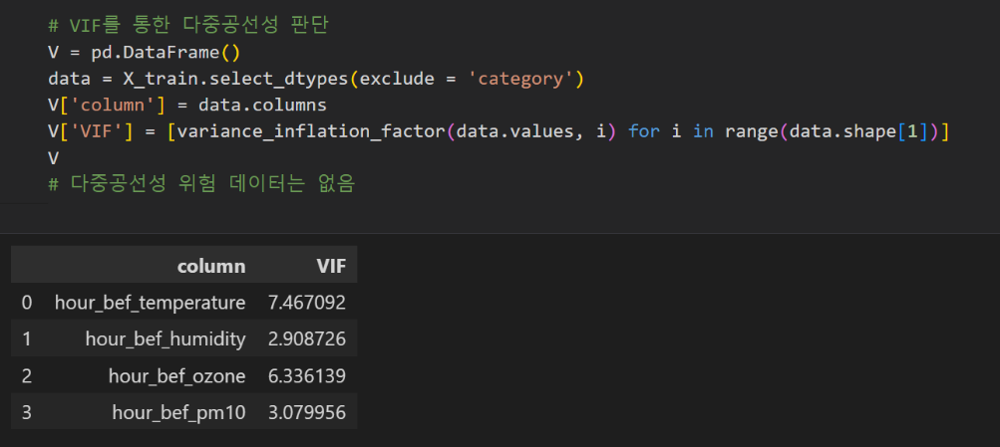 # VIF를 통한 다중공선성 판단
V = pd.DataFrame()
data = X_train.select_dtypes(exclude = 'category')
V['column'] = data.columns
V['VIF'] = [variance_inflation_factor(data.values, i) for i in range(data.shape[1])]
V
# 다중공선성 위험 데이터는 없음
column VIF
0 hour_bef_temperature 7.467092
1 hour_bef_humidity 2.908726
2 hour_bef_ozone 6.336139
3 hour_bef_pm10 3.079956